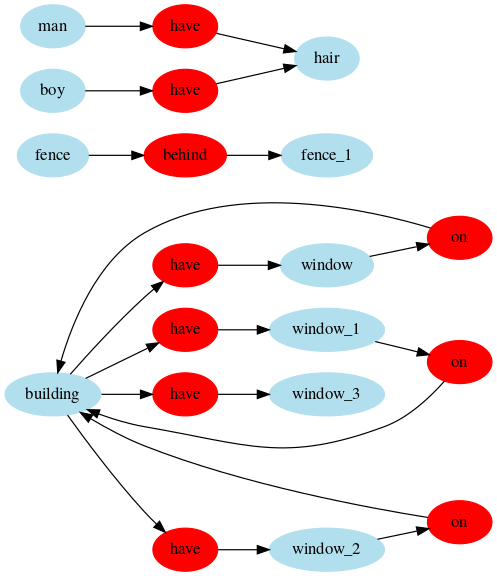 man have
hair
boy have
fence behind fence_1
on
have window
have window_1
on
building have window_3
on
have window_2